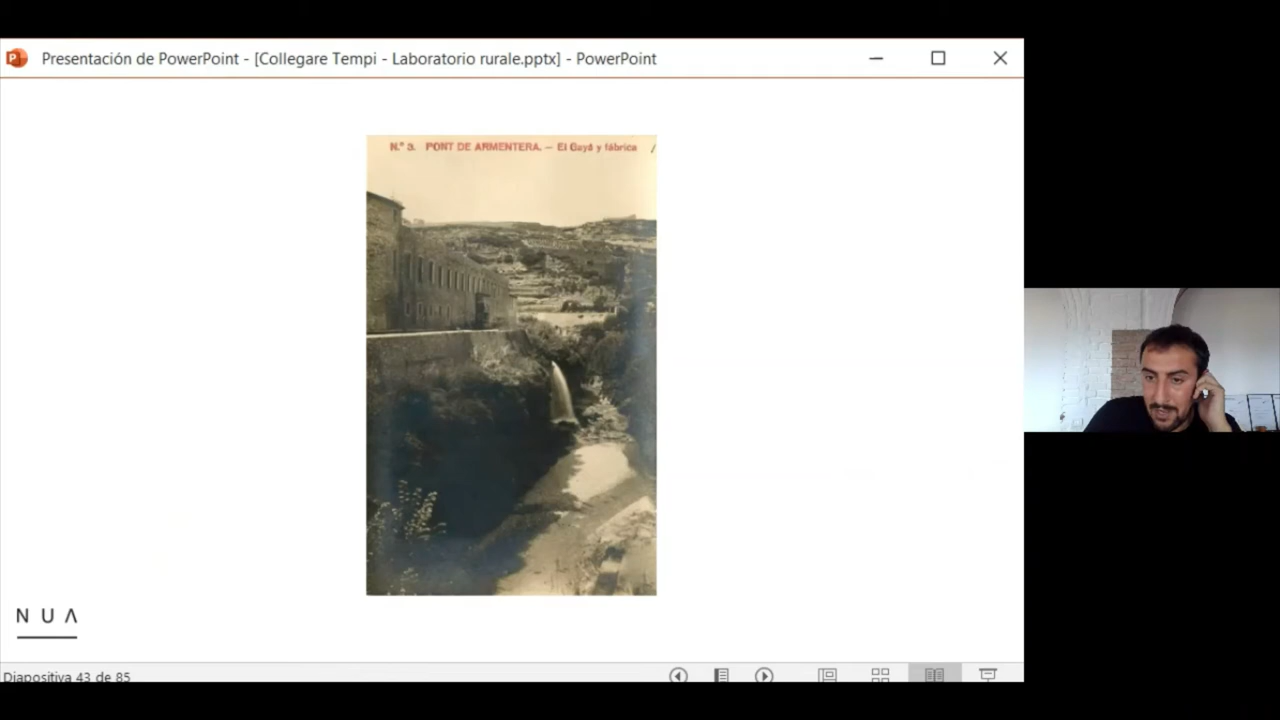 Presentación de PowerPoint - [Collegare Tempi - Laboratorio rurale.pptx] - PowerPoint
N.º 3. PONT DE ARMENTERA. — El Gayá y fábrica
NUΛ
Diapositiva 43 de 85